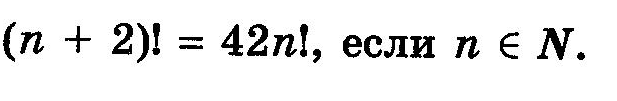 (n + 2)! = 42n!, если n ∈ N.